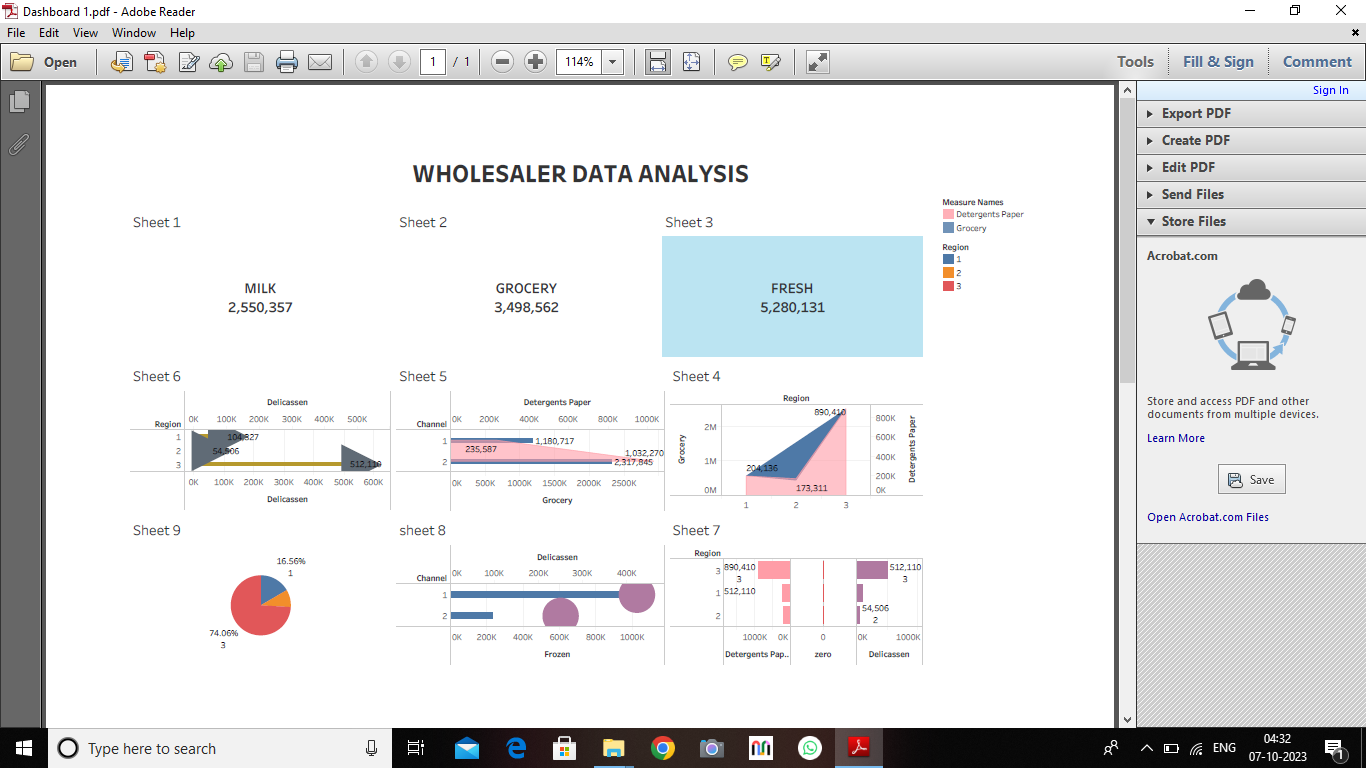 Dashboard 1.pdf - Adobe Reader
File Edit View Window Help
Open 1 / 1 114% Tools Fill & Sign Comment
Sign In
Export PDF
Create PDF
Edit PDF
Send Files
Store Files
Acrobat.com
Store and access PDF and other
documents from multiple devices.
Learn More
Save
Open Acrobat.com Files
WHOLESALER DATA ANALYSIS
Measure Names
Detergents Paper
Grocery
Region
1
2
3
Sheet 1
MILK
2,550,357
Sheet 2
GROCERY
3,498,562
Sheet 3
FRESH
5,280,131
Sheet 6
Delicassen
Region
0K 100K 200K 300K 400K 500K
1 104,327
2 54,506
3 512,110
0K 100K 200K 300K 400K 500K 600K
Delicassen
Sheet 5
Detergents Paper
Channel
0K 200K 400K 600K 800K 1000K
1 1,180,717
235,587
1,032,270
2 2,317,845
0K 500K 1000K 1500K 2000K 2500K
Grocery
Sheet 4
Region
890,410
2M
1M
0M
Grocery
204,136
173,311
800K
600K
400K
200K
0K
Detergents Paper
1 2 3
Sheet 9
16.56%
1
74.06%
3
sheet 8
Delicassen
Channel
0K 100K 200K 300K 400K
1
2
0K 200K 400K 600K 800K 1000K
Frozen
Sheet 7
Region
3 890,410 512,110
3 3
1 512,110
2 54,506
2
1000K 0K 0 0K 1000K
Detergents Pap.. zero Delicassen
Type here to search
ENG
04:32
07-10-2023
1